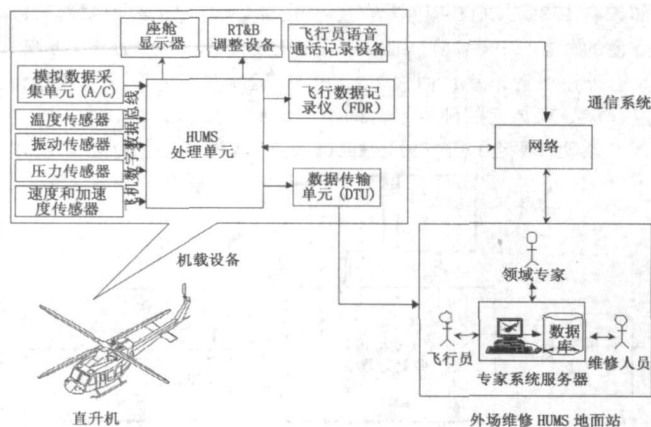 座舱
显示器
RT&B
调整设备
飞行员语音
通话记录设备
模拟数据采
集单元(A/C)
温度传感器
振动传感器
压力传感器
速度和加速
度传感器
飞机数字数据总线
HUMS
处理单元
飞行数据记
录仪(FDR)
数据传输
单元(DTU)
通信系统
网络
机载设备
领域专家
飞行员
数据
库
维修人员
专家系统服务器
直升机
外场维修 HUMS 地面站